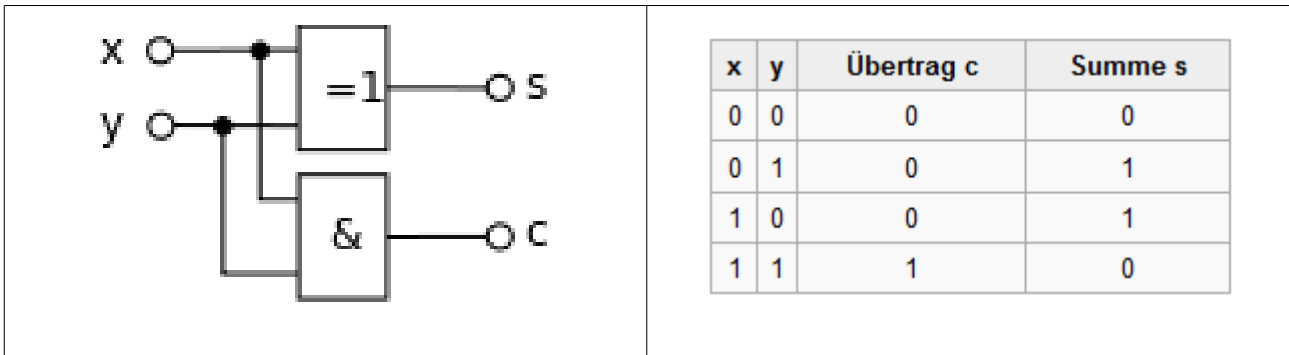 x
=1
s
y
&
c
x y Übertrag c Summe s
0 0 0 0
0 1 0 1
1 0 0 1
1 1 1 0